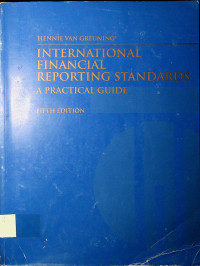 HENNIE VAN GREUNING
INTERNATIONAL
FINANCIAL
REPORTING STANDARDS
A PRACTICAL GUIDE
FIFTH EDITION